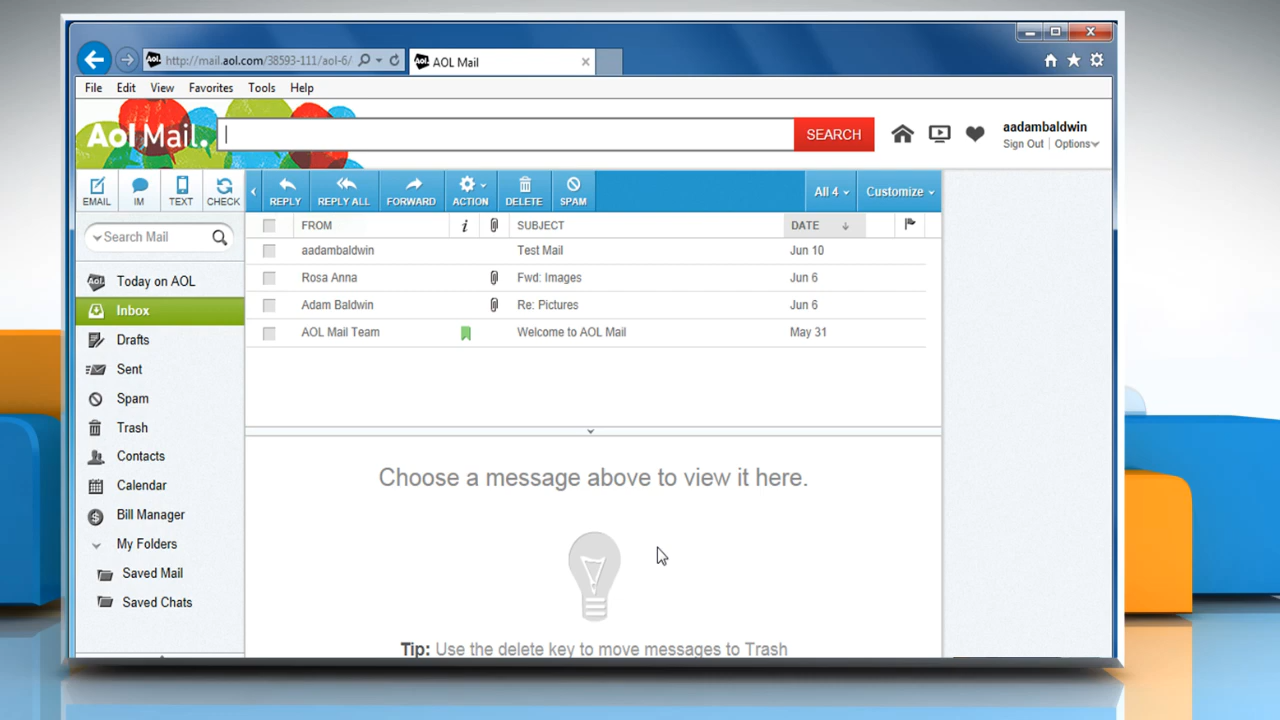 http://mail.aol.com/38593-111/aol-6/
Aol. AOL Mail
File Edit View Favorites Tools Help
Aol Mail.
SEARCH
aadambaldwin
Sign Out | Options
EMAIL IM TEXT CHECK
REPLY REPLY ALL FORWARD ACTION DELETE SPAM
All 4 Customize
Search Mail
FROM i SUBJECT DATE
aadambaldwin Test Mail Jun 10
Rosa Anna Fwd: Images Jun 6
Adam Baldwin Re: Pictures Jun 6
AOL Mail Team Welcome to AOL Mail May 31
Today on AOL
Inbox
Drafts
Sent
Spam
Trash
Contacts
Calendar
Bill Manager
My Folders
Saved Mail
Saved Chats
Choose a message above to view it here.
Tip: Use the delete key to move messages to Trash